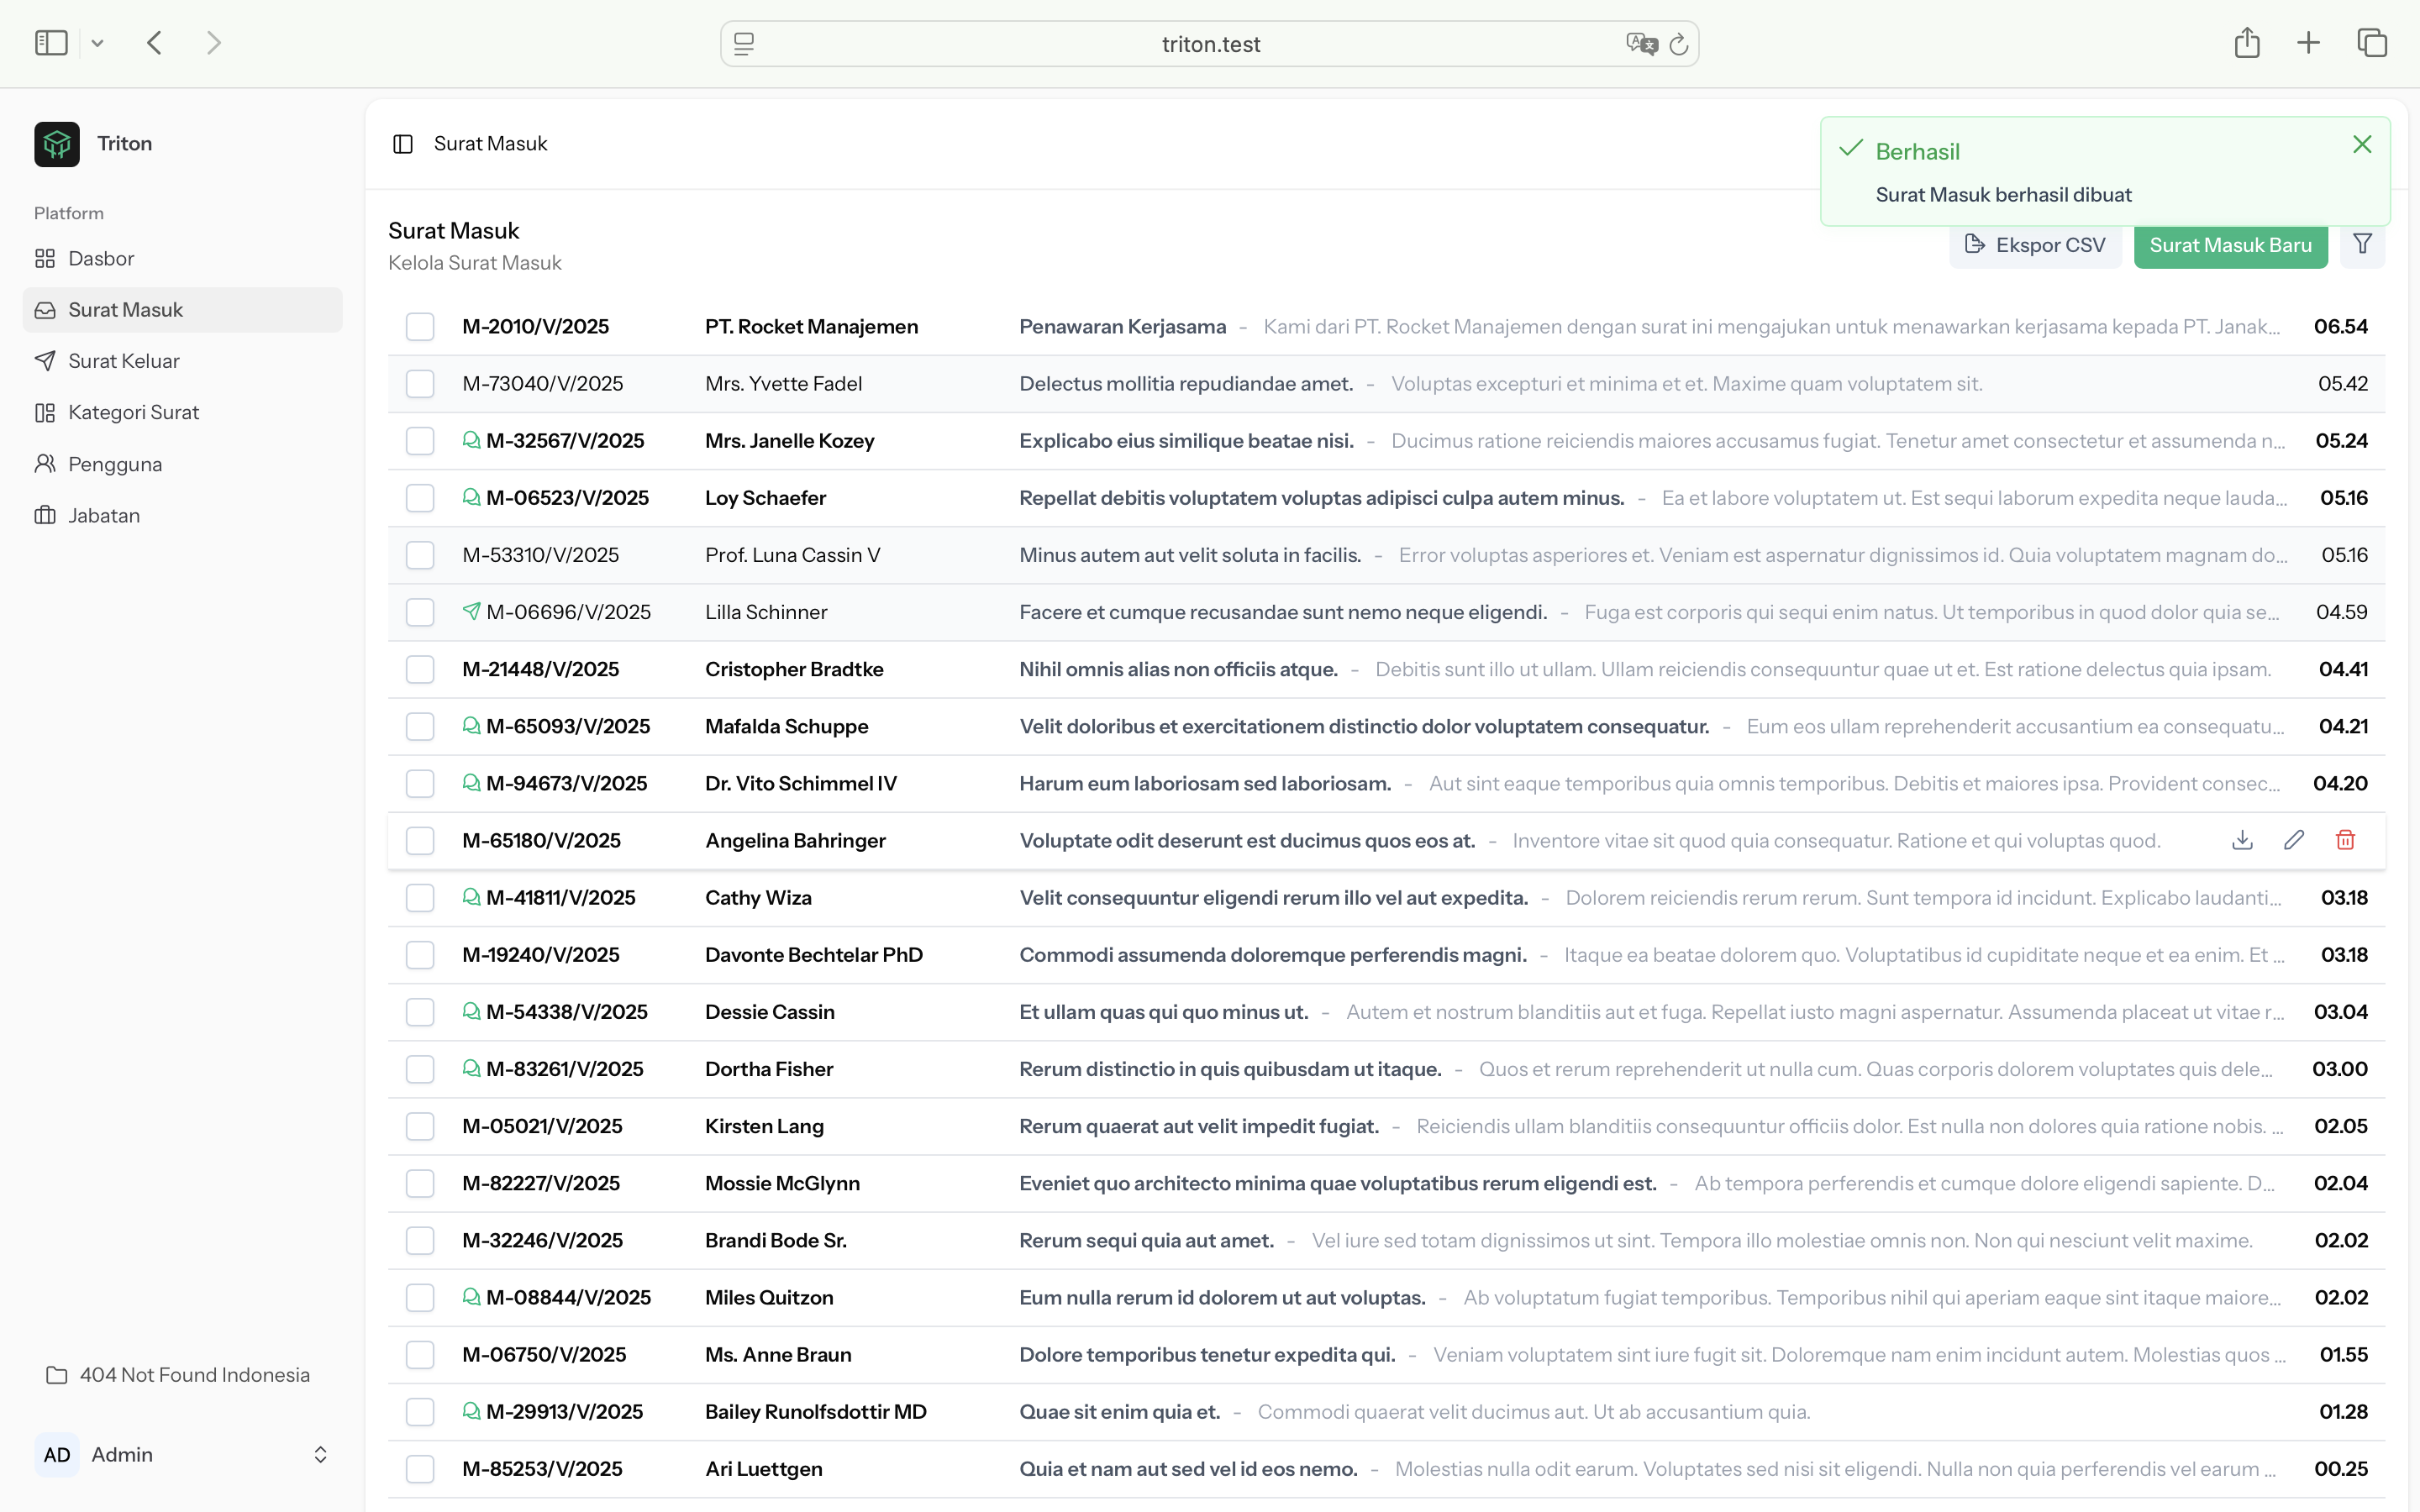 triton.test
Triton
Surat Masuk
Berhasil
Surat Masuk berhasil dibuat
Platform
Dasbor
Surat Masuk
Surat Keluar
Kategori Surat
Pengguna
Jabatan
Surat Masuk
Kelola Surat Masuk
Ekspor CSV
Surat Masuk Baru
M-2010/V/2025 PT. Rocket Manajemen Penawaran Kerjasama - Kami dari PT. Rocket Manajemen dengan surat ini mengajukan untuk menawarkan kerjasama kepada PT. Janak... 06.54
M-73040/V/2025 Mrs. Yvette Fadel Delectus mollitia repudiandae amet. - Voluptas excepturi et minima et et. Maxime quam voluptatem sit. 05.42
M-32567/V/2025 Mrs. Janelle Kozey Explicabo eius similique beatae nisi. - Ducimus ratione reiciendis maiores accusamus fugiat. Tenetur amet consectetur et assumenda n... 05.24
M-06523/V/2025 Loy Schaefer Repellat debitis voluptatem voluptas adipisci culpa autem minus. - Ea et labore voluptatem ut. Est sequi laborum expedita neque lauda... 05.16
M-53310/V/2025 Prof. Luna Cassin V Minus autem aut velit soluta in facilis. - Error voluptas asperiores et. Veniam est aspernatur dignissimos id. Quia voluptatem magnam do... 05.16
M-06696/V/2025 Lilla Schinner Facere et cumque recusandae sunt nemo neque eligendi. - Fuga est corporis qui sequi enim natus. Ut temporibus in quod dolor quia se... 04.59
M-21448/V/2025 Cristopher Bradtke Nihil omnis alias non officiis atque. - Debitis sunt illo ut ullam. Ullam reiciendis consequuntur quae ut et. Est ratione delectus quia ipsam. 04.41
M-65093/V/2025 Mafalda Schuppe Velit doloribus et exercitationem distinctio dolor voluptatem consequatur. - Eum eos ullam reprehenderit accusantium ea consequatu... 04.21
M-94673/V/2025 Dr. Vito Schimmel IV Harum eum laboriosam sed laboriosam. - Aut sint eaque temporibus quia omnis temporibus. Debitis et maiores ipsa. Provident consec... 04.20
M-65180/V/2025 Angelina Bahringer Voluptate odit deserunt est ducimus quos eos at. - Inventore vitae sit quod quia consequatur. Ratione et qui voluptas quod.
M-41811/V/2025 Cathy Wiza Velit consequuntur eligendi rerum illo vel aut expedita. - Dolorem reiciendis rerum rerum. Sunt tempora id incidunt. Explicabo laudanti... 03.18
M-19240/V/2025 Davonte Bechtelar PhD Commodi assumenda doloremque perferendis magni. - Itaque ea beatae dolorem quo. Voluptatibus id cupiditate neque et ea enim. Et ... 03.18
M-54338/V/2025 Dessie Cassin Et ullam quas qui quo minus ut. - Autem et nostrum blanditiis aut et fuga. Repellat iusto magni aspernatur. Assumenda placeat ut vitae r... 03.04
M-83261/V/2025 Dortha Fisher Rerum distinctio in quis quibusdam ut itaque. - Quos et rerum reprehenderit ut nulla cum. Quas corporis dolorem voluptates quis dele... 03.00
M-05021/V/2025 Kirsten Lang Rerum quaerat aut velit impedit fugiat. - Reiciendis ullam blanditiis consequuntur officiis dolor. Est nulla non dolores quia ratione nobis. ... 02.05
M-82227/V/2025 Mossie McGlynn Eveniet quo architecto minima quae voluptatibus rerum eligendi est. - Ab tempora perferendis et cumque dolore eligendi sapiente. D... 02.04
M-32246/V/2025 Brandi Bode Sr. Rerum sequi quia aut amet. - Vel iure sed totam dignissimos ut sint. Tempora illo molestiae omnis non. Non qui nesciunt velit maxime. 02.02
M-08844/V/2025 Miles Quitzon Eum nulla rerum id dolorem ut aut voluptas. - Ab voluptatum fugiat temporibus. Temporibus nihil qui aperiam eaque sint itaque maiore... 02.02
M-06750/V/2025 Ms. Anne Braun Dolore temporibus tenetur expedita qui. - Veniam voluptatem sint iure fugit sit. Doloremque nam enim incidunt autem. Molestias quos ... 01.55
M-29913/V/2025 Bailey Runolfsdottir MD Quae sit enim quia et. - Commodi quaerat velit ducimus aut. Ut ab accusantium quia. 01.28
M-85253/V/2025 Ari Luettgen Quia et nam aut sed vel id eos nemo. - Molestias nulla odit earum. Voluptates sed nisi sit eligendi. Nulla non quia perferendis vel earum ... 00.25
404 Not Found Indonesia
AD Admin